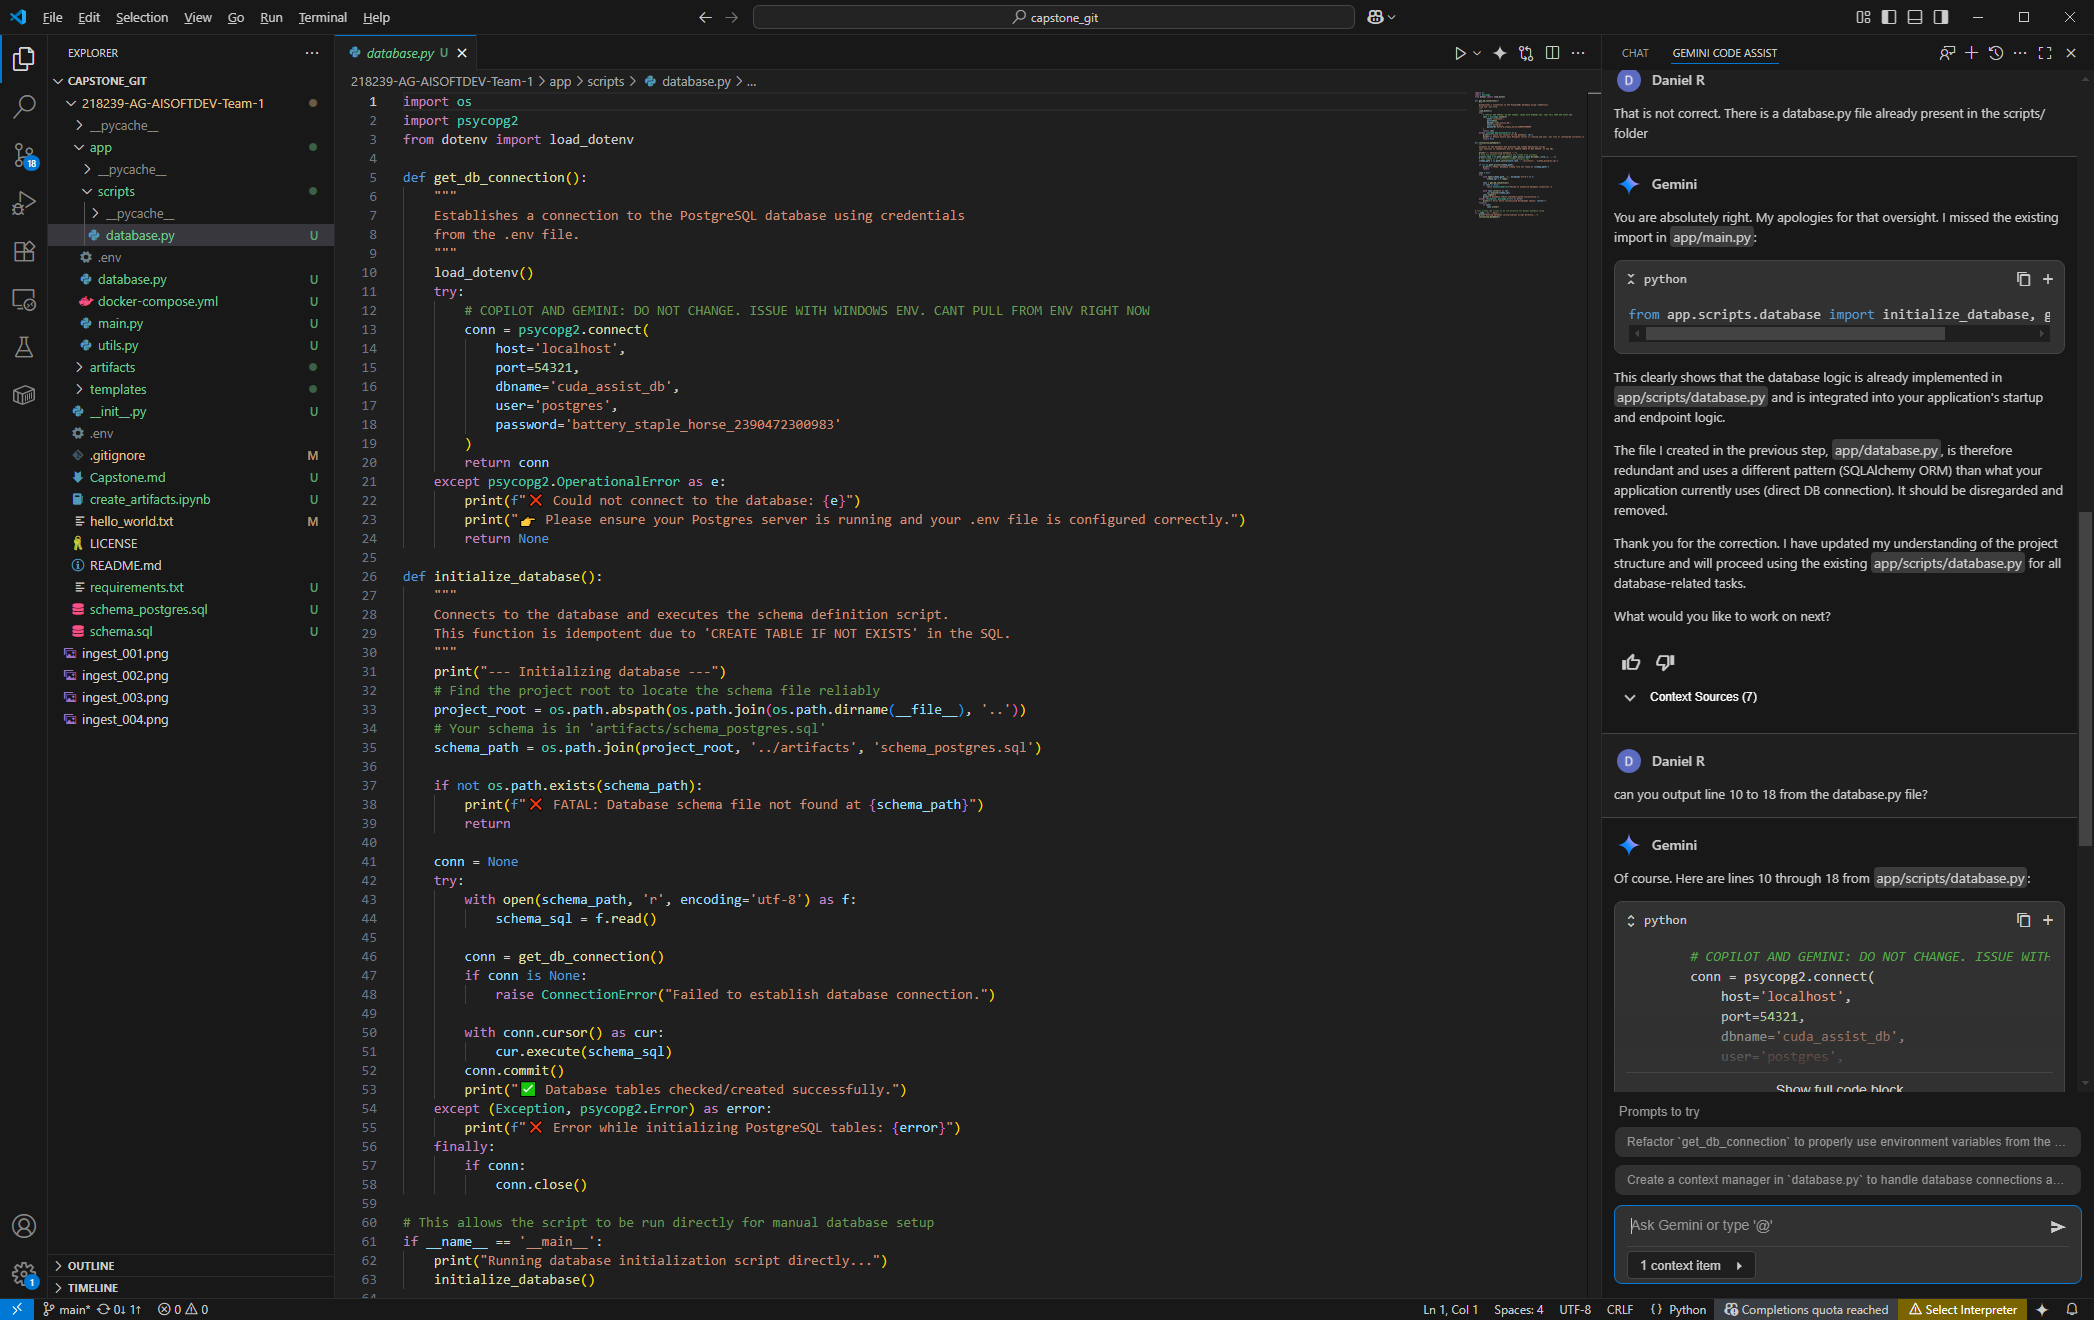 File Edit Selection View Go Run Terminal Help
capstone_git
EXPLORER
CAPSTONE_GIT
218239-AG-AISOFTDEV-Team-1
__pycache__
app
__pycache__
scripts
__pycache__
database.py U
.env
database.py U
docker-compose.yml U
main.py U
utils.py U
artifacts
templates
__init__.py U
.env
.gitignore M
Capstone.md U
create_artifacts.ipynb U
hello_world.txt M
LICENSE
README.md
requirements.txt U
schema_postgres.sql U
schema.sql U
ingest_001.png
ingest_002.png
ingest_003.png
ingest_004.png
OUTLINE
TIMELINE
18
1
database.py U
218239-AG-AISOFTDEV-Team-1 > app > scripts > database.py > ...
1 import os
2 import psycopg2
3 from dotenv import load_dotenv
4
5 def get_db_connection():
6 """
7 Establishes a connection to the PostgreSQL database using credentials
8 from the .env file.
9 """
10 load_dotenv()
11 try:
12 # COPILOT AND GEMINI: DO NOT CHANGE. ISSUE WITH WINDOWS ENV. CANT PULL FROM ENV RIGHT NOW
13 conn = psycopg2.connect(
14 host='localhost',
15 port=54321,
16 dbname='cuda_assist_db',
17 user='postgres',
18 password='battery_staple_horse_2390472300983'
19 )
20 return conn
21 except psycopg2.OperationalError as e:
22 print(f"❌ Could not connect to the database: {e}")
23 print("👉 Please ensure your Postgres server is running and your .env file is configured correctly.")
24 return None
25
26 def initialize_database():
27 """
28 Connects to the database and executes the schema definition script.
29 This function is idempotent due to 'CREATE TABLE IF NOT EXISTS' in the SQL.
30 """
31 print("--- Initializing database ---")
32 # Find the project root to locate the schema file reliably
33 project_root = os.path.abspath(os.path.join(os.path.dirname(__file__), '..'))
34 # Your schema is in 'artifacts/schema_postgres.sql'
35 schema_path = os.path.join(project_root, '../artifacts', 'schema_postgres.sql')
36
37 if not os.path.exists(schema_path):
38 print(f"❌ FATAL: Database schema file not found at {schema_path}")
39 return
40
41 conn = None
42 try:
43 with open(schema_path, 'r', encoding='utf-8') as f:
44 schema_sql = f.read()
45
46 conn = get_db_connection()
47 if conn is None:
48 raise ConnectionError("Failed to establish database connection.")
49
50 with conn.cursor() as cur:
51 cur.execute(schema_sql)
52 conn.commit()
53 print("✅ Database tables checked/created successfully.")
54 except (Exception, psycopg2.Error) as error:
55 print(f"❌ Error while initializing PostgreSQL tables: {error}")
56 finally:
57 if conn:
58 conn.close()
59
60 # This allows the script to be run directly for manual database setup
61 if __name__ == '__main__':
62 print("Running database initialization script directly...")
63 initialize_database()
64
CHAT GEMINI CODE ASSIST
D Daniel R
That is not correct. There is a database.py file already present in the scripts/
folder
Gemini
You are absolutely right. My apologies for that oversight. I missed the existing
import in app/main.py:
python
from app.scripts.database import initialize_database, g
This clearly shows that the database logic is already implemented in
app/scripts/database.py and is integrated into your application's startup
and endpoint logic.
The file I created in the previous step, app/database.py, is therefore
redundant and uses a different pattern (SQLAlchemy ORM) than what your
application currently uses (direct DB connection). It should be disregarded and
removed.
Thank you for the correction. I have updated my understanding of the project
structure and will proceed using the existing app/scripts/database.py for all
database-related tasks.
What would you like to work on next?
Context Sources (7)
D Daniel R
can you output line 10 to 18 from the database.py file?
Gemini
Of course. Here are lines 10 through 18 from app/scripts/database.py:
python
# COPILOT AND GEMINI: DO NOT CHANGE. ISSUE WITH
conn = psycopg2.connect(
host='localhost',
port=54321,
dbname='cuda_assist_db',
user='postgres',
Show full code block
Prompts to try
Refactor `get_db_connection` to properly use environment variables from the ...
Create a context manager in `database.py` to handle database connections a...
Ask Gemini or type '@'
1 context item
main* 0↓ 1↑ 0 0
Ln 1, Col 1 Spaces: 4 UTF-8 CRLF {} Python Completions quota reached Select Interpreter